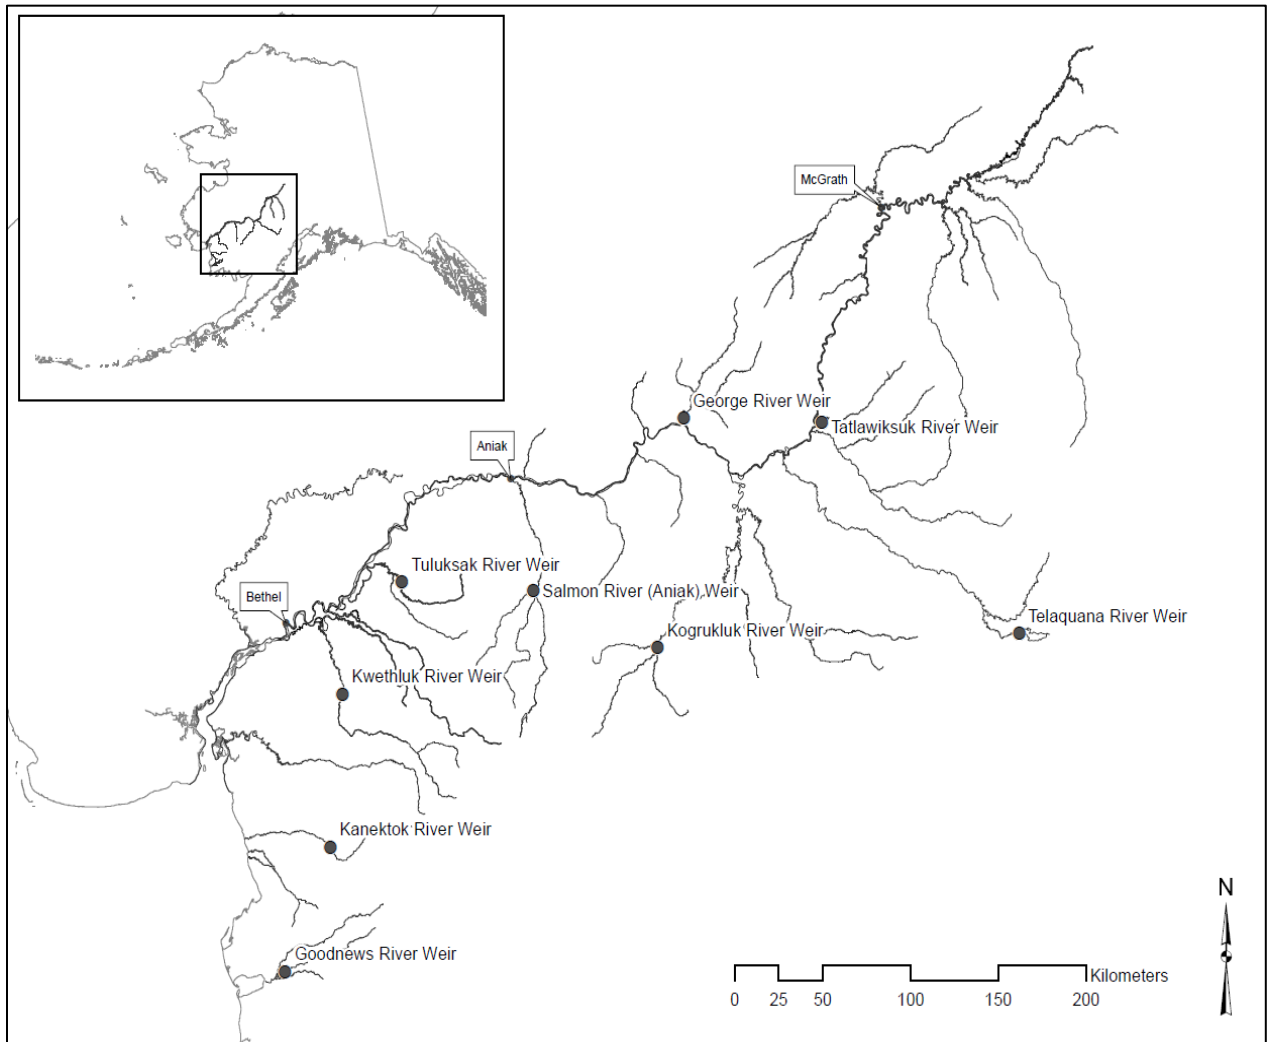 McGrath
George River Weir
Tatlawiksuk River Weir
Aniak
Tuluksak River Weir
Salmon River (Aniak) Weir
Bethel
Telaquana River Weir
Kogrukluk River Weir
Kwethluk River Weir
Kanektok River Weir
N
Goodnews River Weir
Kilometers
0 25 50 100 150 200